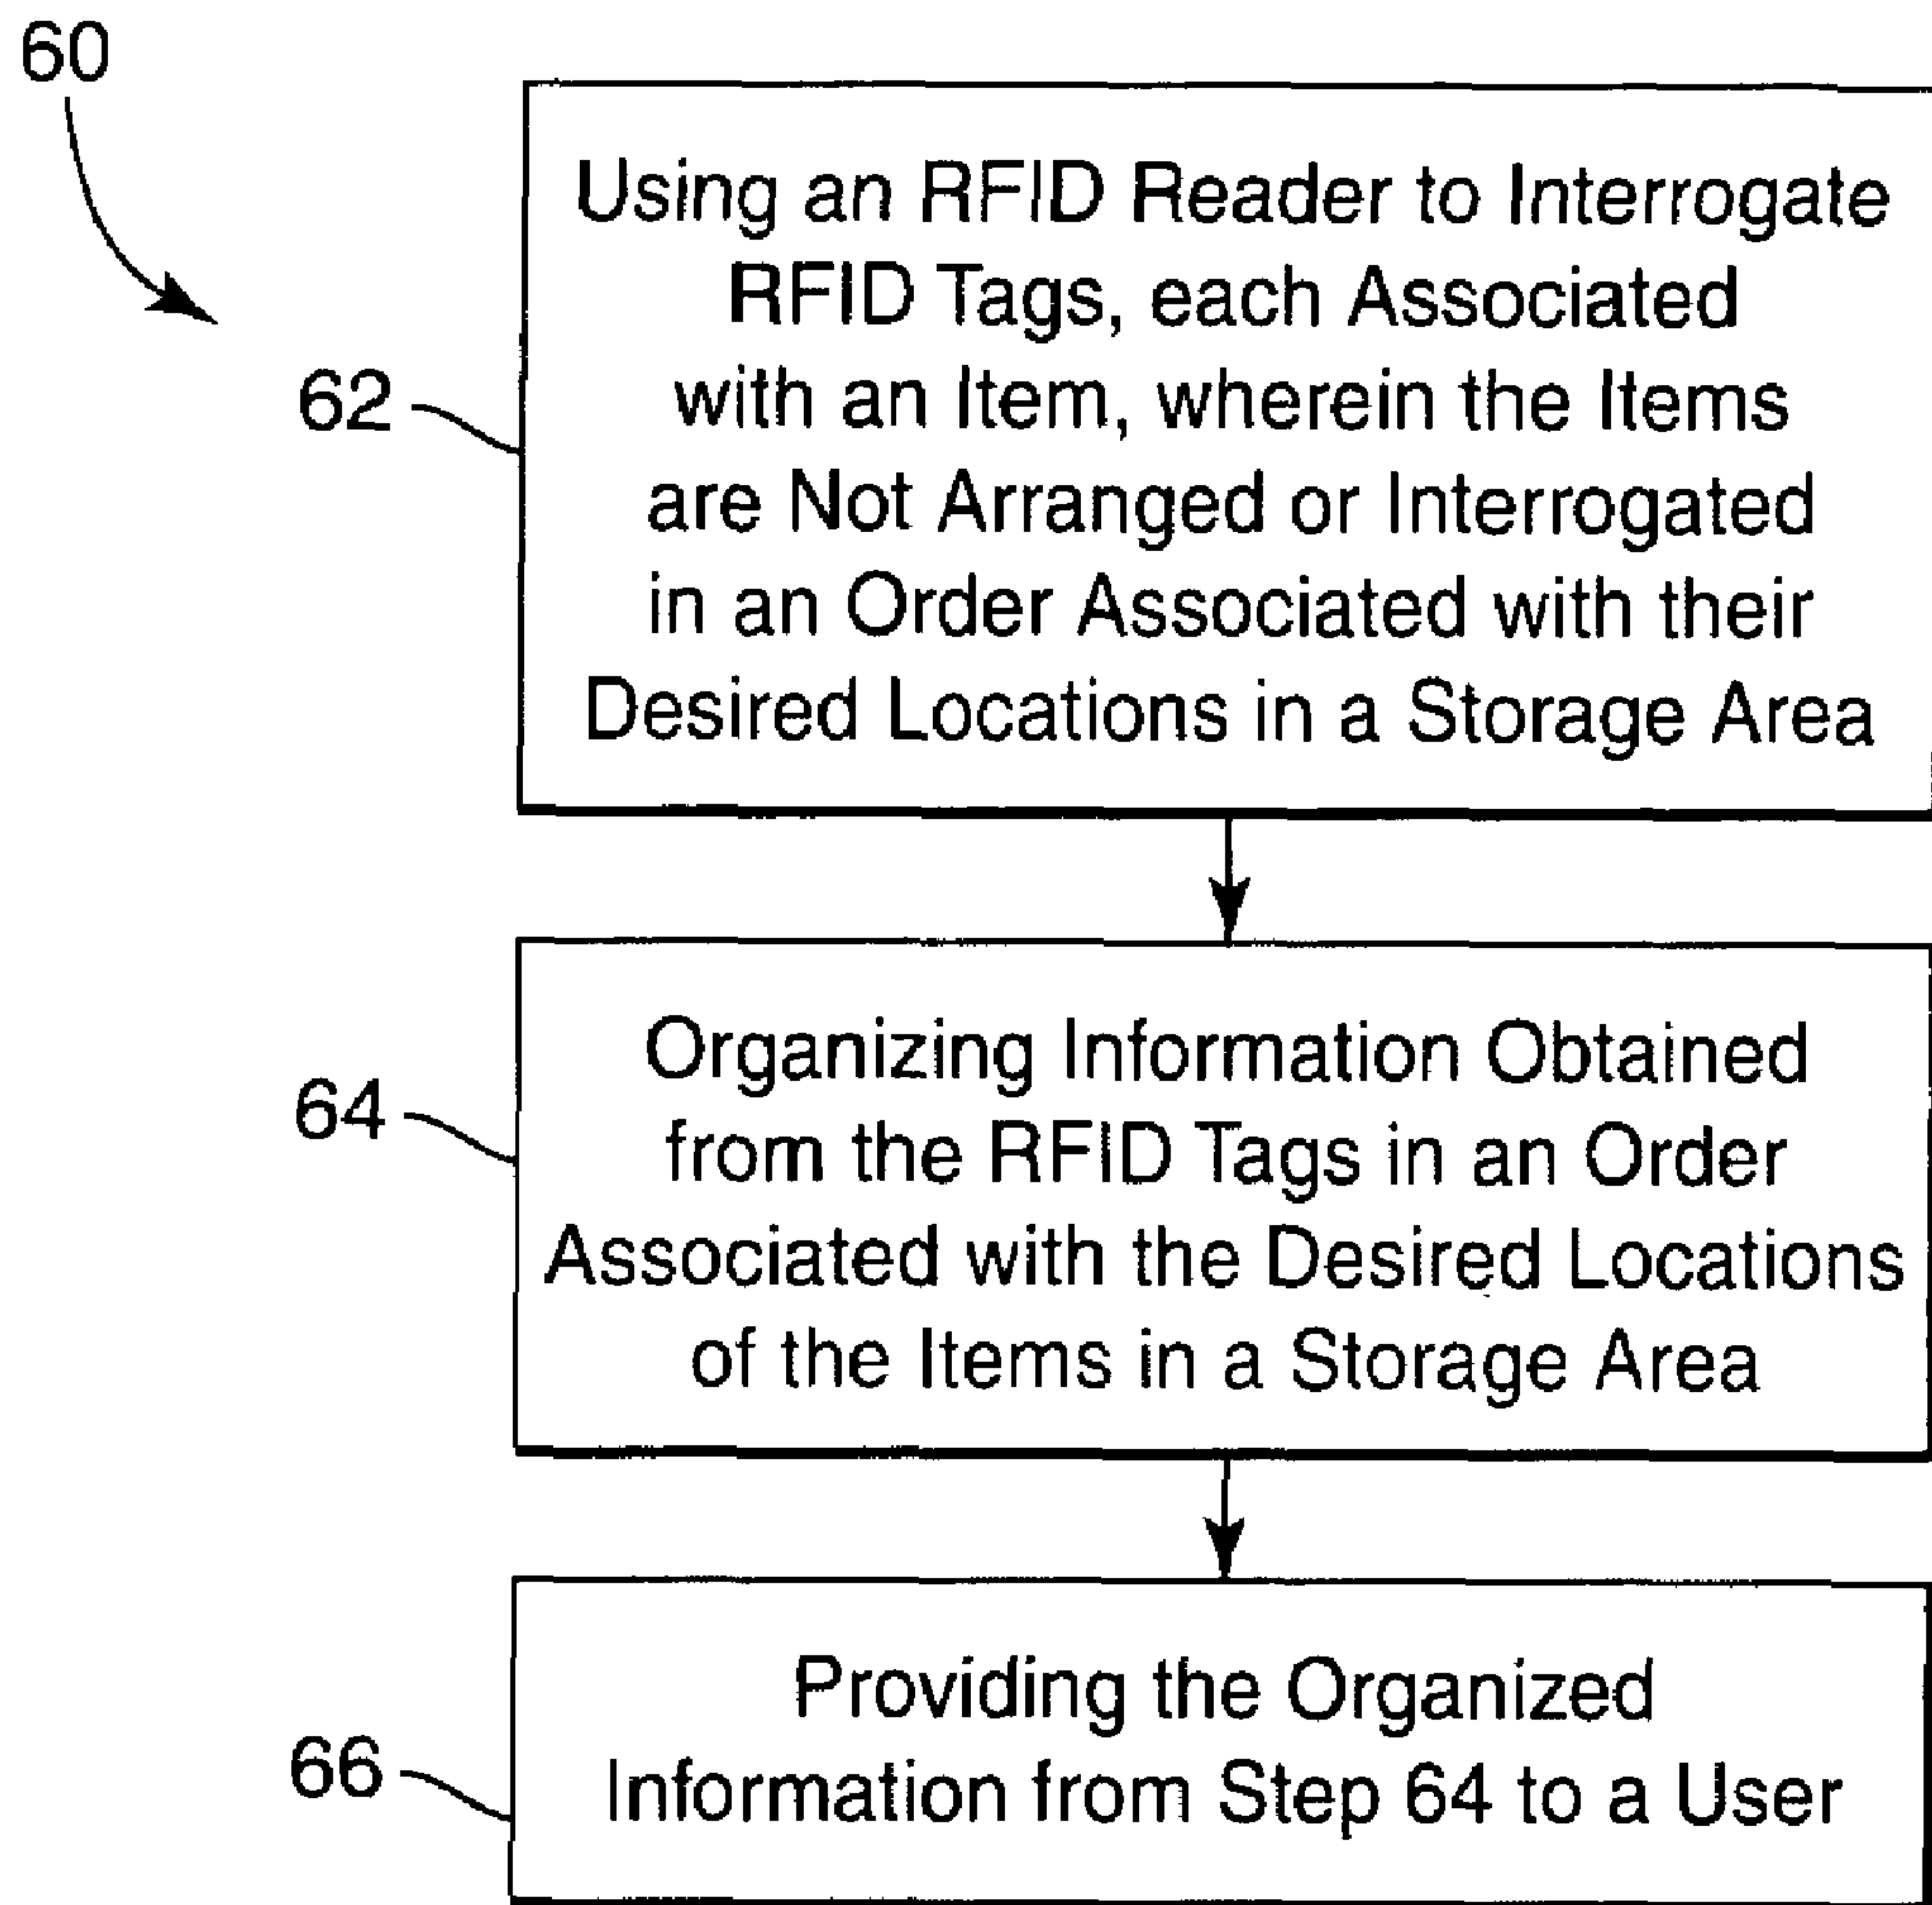 60
62
Using an RFID Reader to Interrogate
RFID Tags, each Associated
with an Item, wherein the Items
are Not Arranged or Interrogated
in an Order Associated with their
Desired Locations in a Storage Area
64
Organizing Information Obtained
from the RFID Tags in an Order
Associated with the Desired Locations
of the Items in a Storage Area
66
Providing the Organized
Information from Step 64 to a User